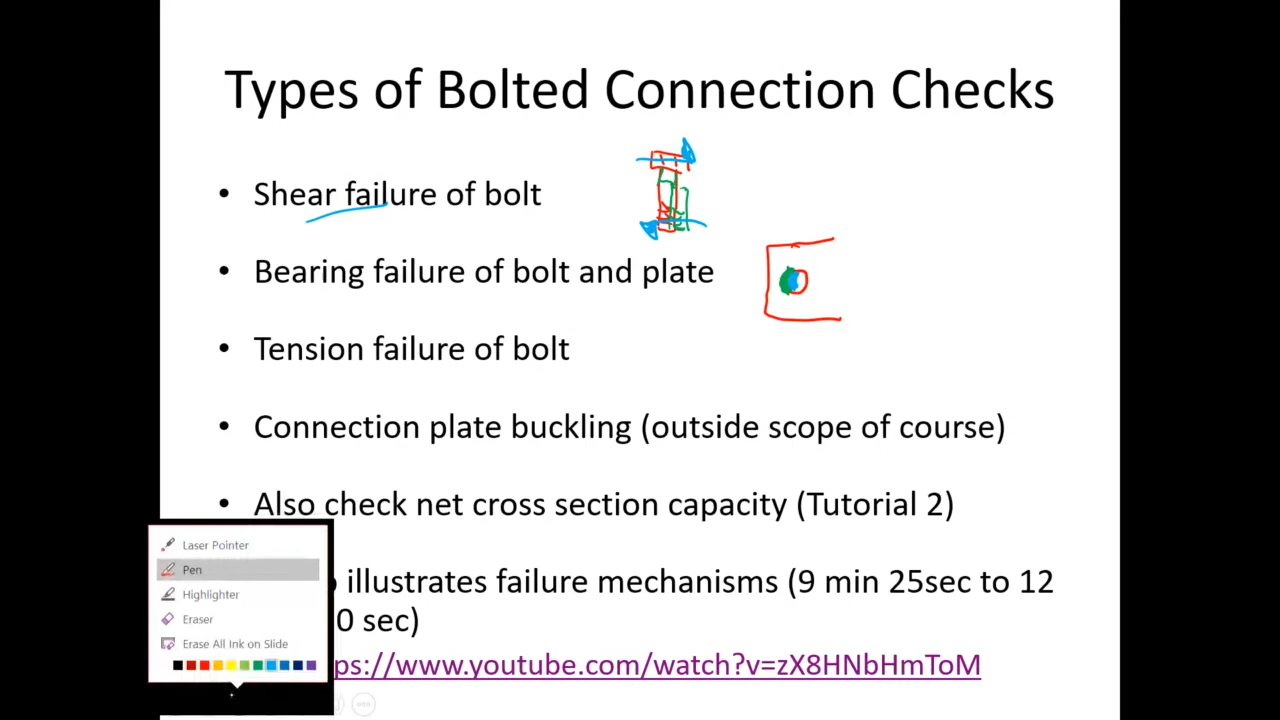 Types of Bolted Connection Checks
• Shear failure of bolt
• Bearing failure of bolt and plate
• Tension failure of bolt
• Connection plate buckling (outside scope of course)
• Also check net cross section capacity (Tutorial 2)
illustrates failure mechanisms (9 min 25sec to 12
0 sec)
ps://www.youtube.com/watch?v=zX8HNbHmToM
Laser Pointer
Pen
Highlighter
Eraser
Erase All Ink on Slide